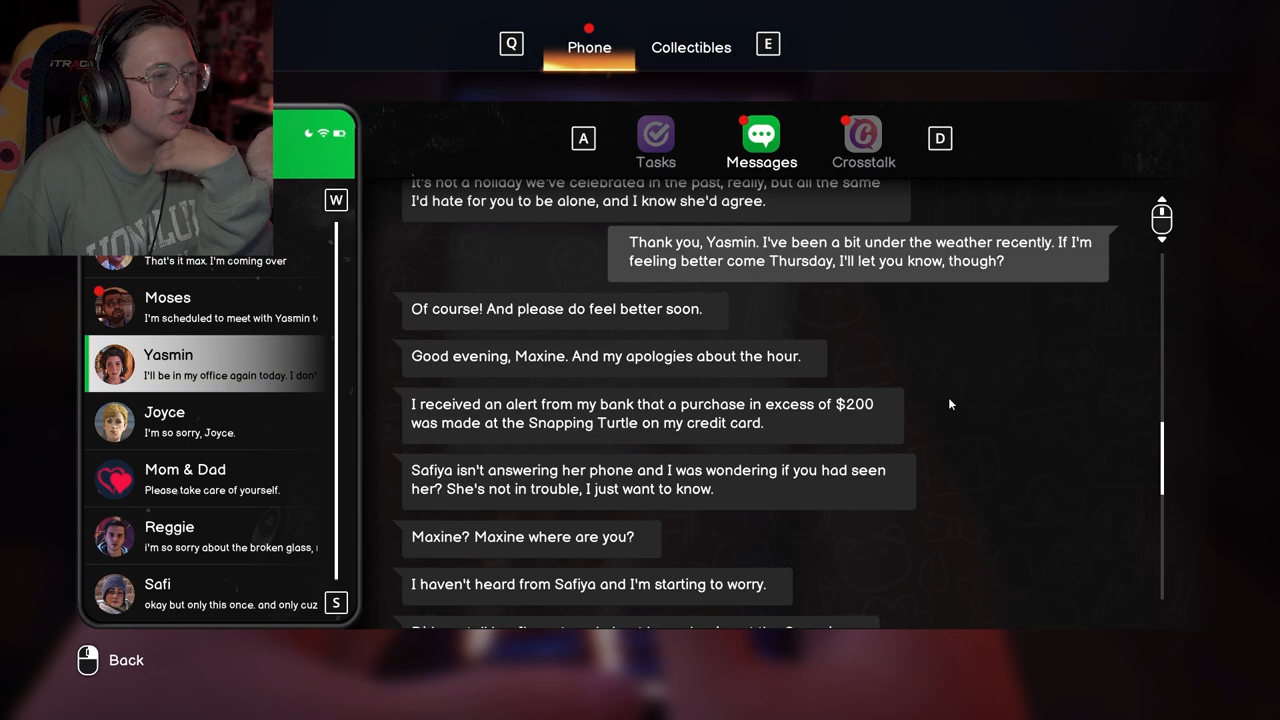 Q
Phone
Collectibles
E
A
Tasks
Messages
Crosstalk
D
W
That's it max. I'm coming over
Moses
I'm scheduled to meet with Yasmin t
Yasmin
I'll be in my office again today. I don'
Joyce
I'm so sorry, Joyce.
Mom & Dad
Please take care of yourself.
Reggie
i'm so sorry about the broken glass,
Safi
okay but only this once. and only cuz
S
It's not a holiday we've celebrated in the past, really, but all the same
I'd hate for you to be alone, and I know she'd agree.
Thank you, Yasmin. I've been a bit under the weather recently. If I'm
feeling better come Thursday, I'll let you know, though?
Of course! And please do feel better soon.
Good evening, Maxine. And my apologies about the hour.
I received an alert from my bank that a purchase in excess of $200
was made at the Snapping Turtle on my credit card.
Safiya isn't answering her phone and I was wondering if you had seen
her? She's not in trouble, I just want to know.
Maxine? Maxine where are you?
I haven't heard from Safiya and I'm starting to worry.
Back